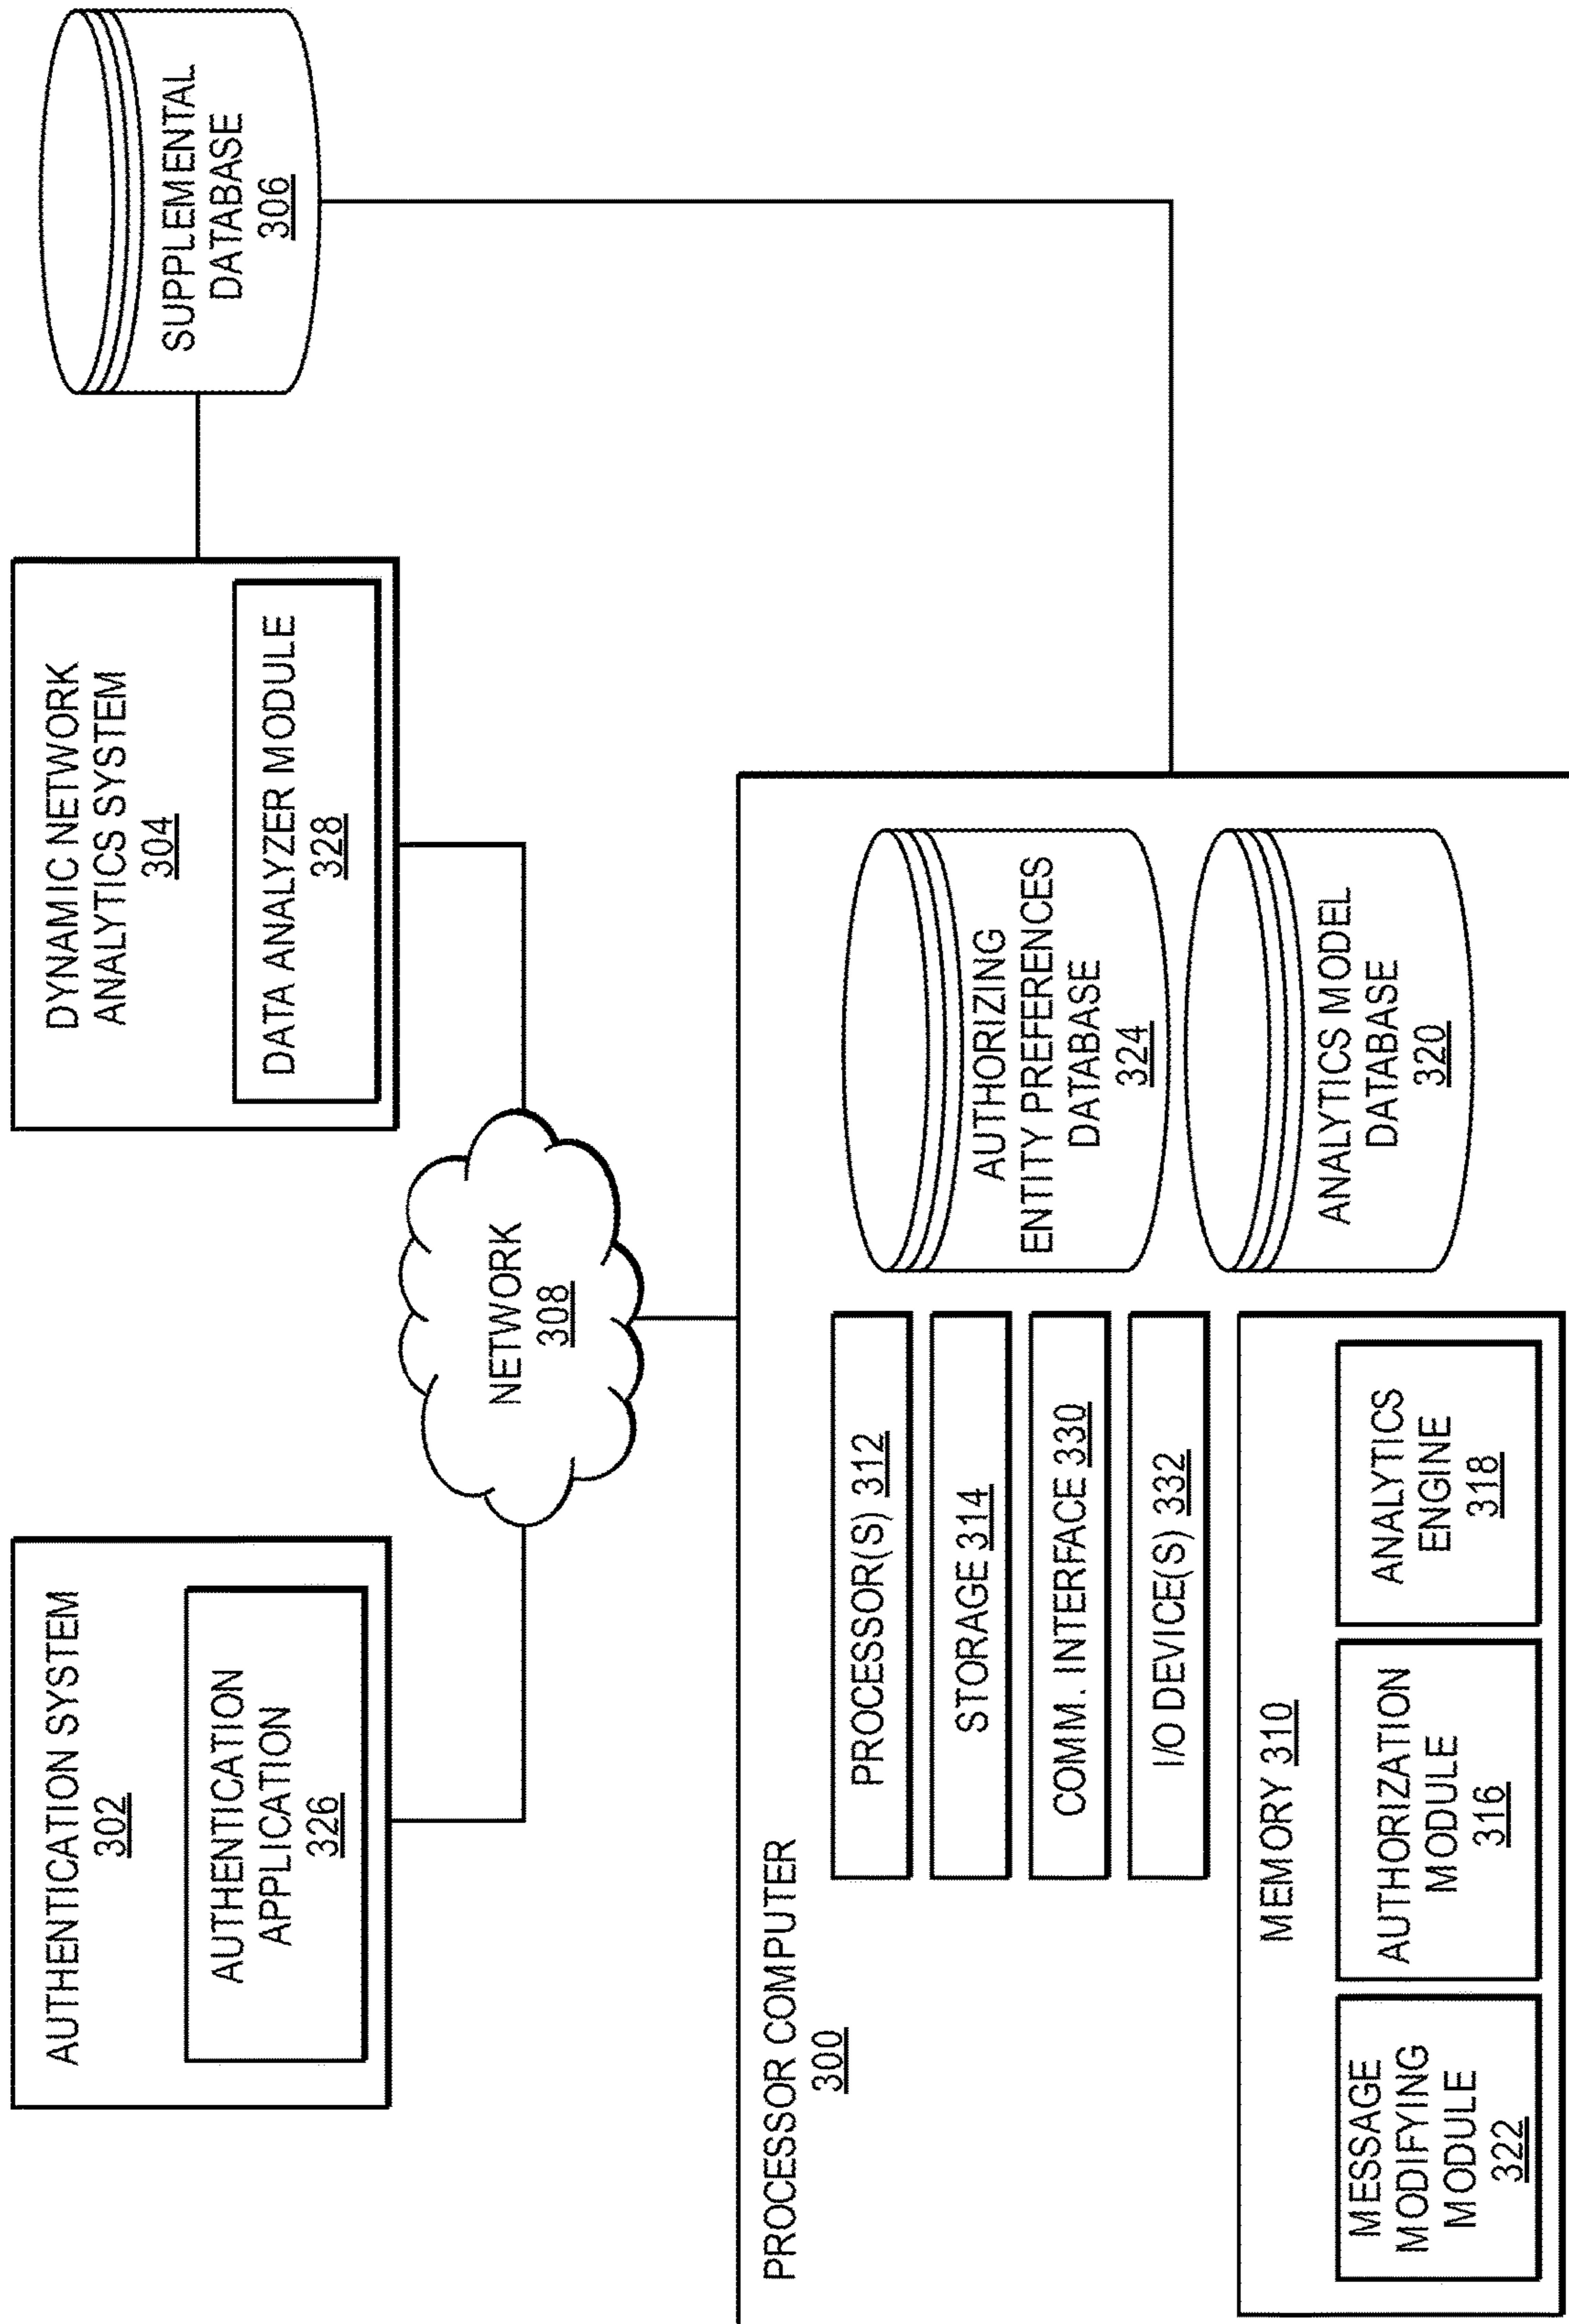 AUTHENTICATION SYSTEM
302
AUTHENTICATION
APPLICATION
326
DYNAMIC NETWORK
ANALYTICS SYSTEM
304
DATA ANALYZER MODULE
328
SUPPLEMENTAL
DATABASE
306
NETWORK
308
PROCESSOR COMPUTER
300
PROCESSOR(S) 312
STORAGE 314
COMM. INTERFACE 330
I/O DEVICE(S) 332
AUTHORIZING
ENTITY PREFERENCES
DATABASE
324
ANALYTICS MODEL
DATABASE
320
MEMORY 310
MESSAGE
MODIFYING
MODULE
322
AUTHORIZATION
MODULE
316
ANALYTICS
ENGINE
318